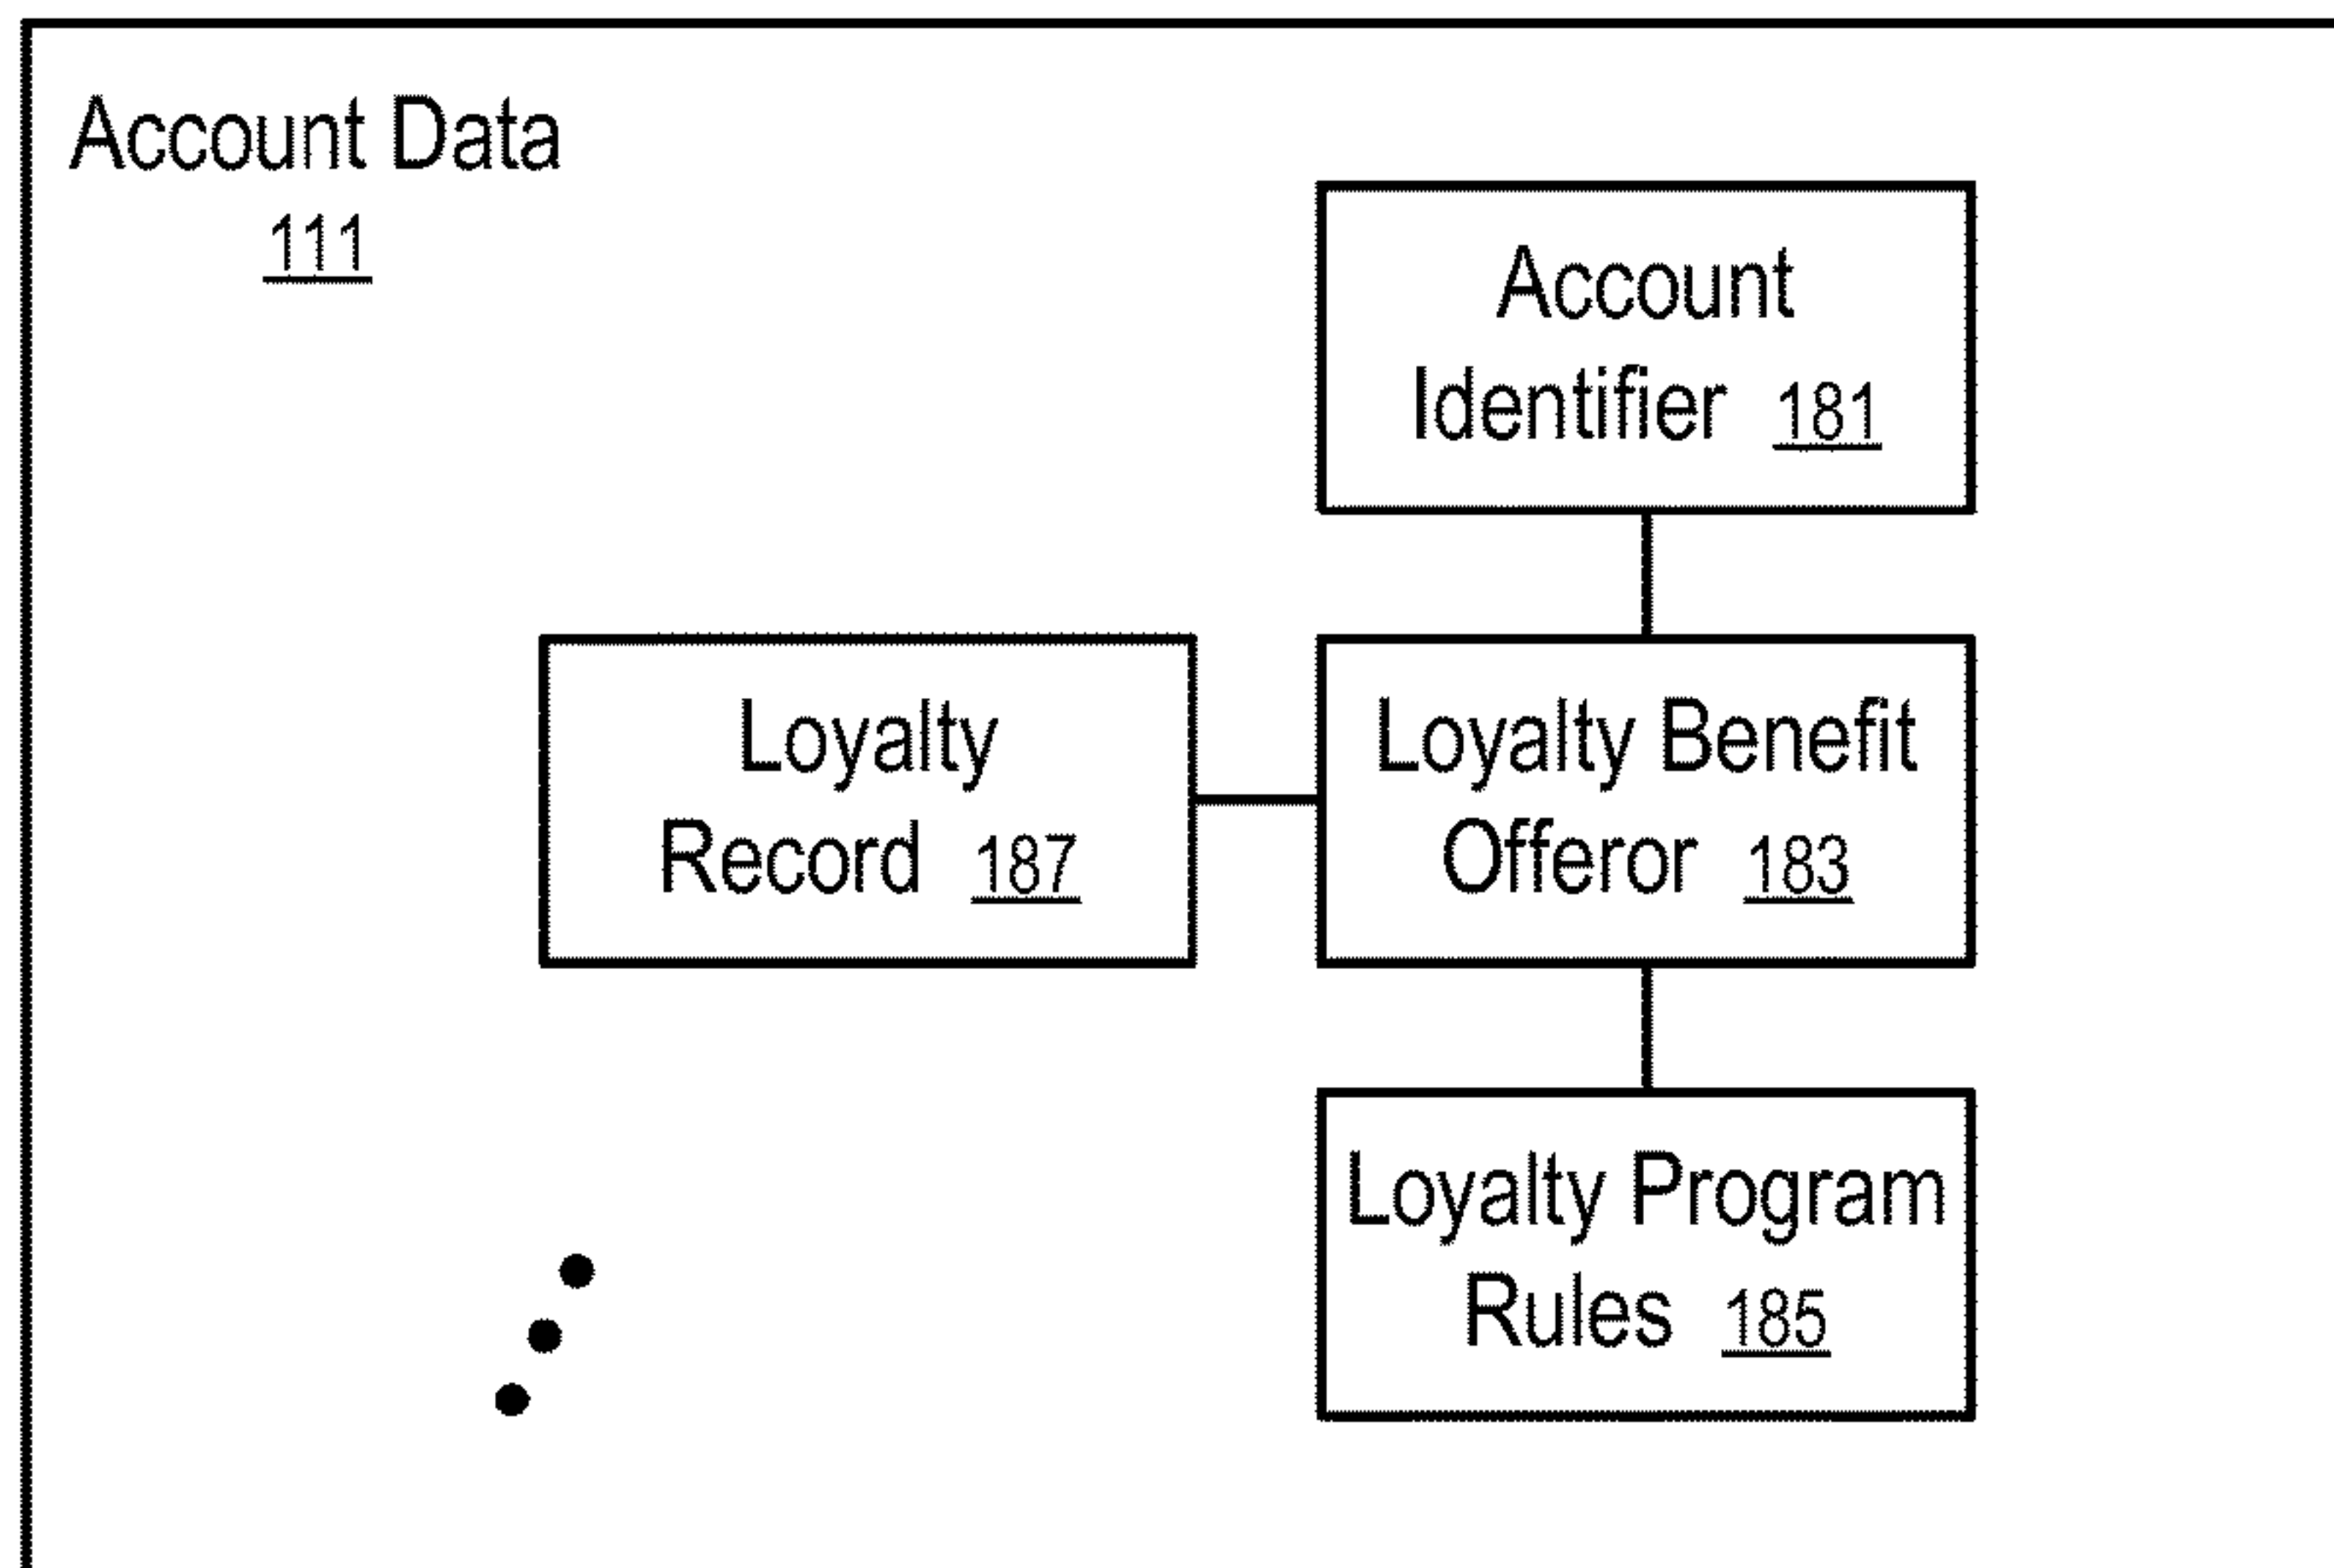 Account Data
111
Account
Identifier 181
Loyalty
Record 187
Loyalty Benefit
Offeror 183
Loyalty Program
Rules 185